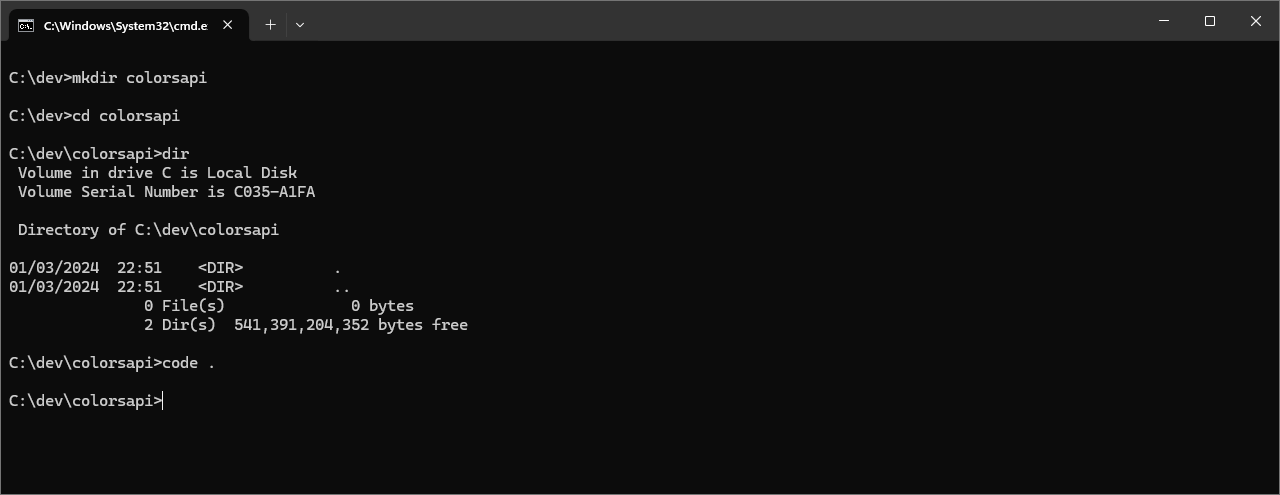 C:\Windows\System32\cmd.e
C:\dev>mkdir colorsapi
C:\dev>cd colorsapi
C:\dev\colorsapi>dir
 Volume in drive C is Local Disk
 Volume Serial Number is C035-A1FA
 Directory of C:\dev\colorsapi
01/03/2024  22:51    <DIR>          .
01/03/2024  22:51    <DIR>          ..
               0 File(s)              0 bytes
               2 Dir(s)  541,391,204,352 bytes free
C:\dev\colorsapi>code .
C:\dev\colorsapi>